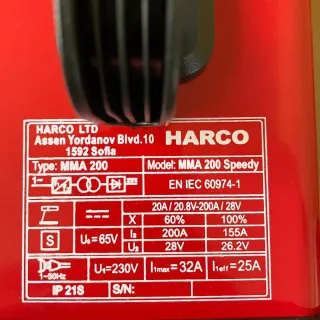 HARCO LTD
Assen Yordanov Blvd.10
1592 Sofia
HARCO
Type: MMA 200
Model: MMA 200 Speedy
1~
EN IEC 60974-1
20A / 20.8V-200A / 28V
X 60% 100%
S
U₀=65V
I₂ 200A 155A
U₂ 28V 26.2V
1~50Hz
U₁=230V
I₁max=32A
I₁eff=25A
IP 21S
S/N: